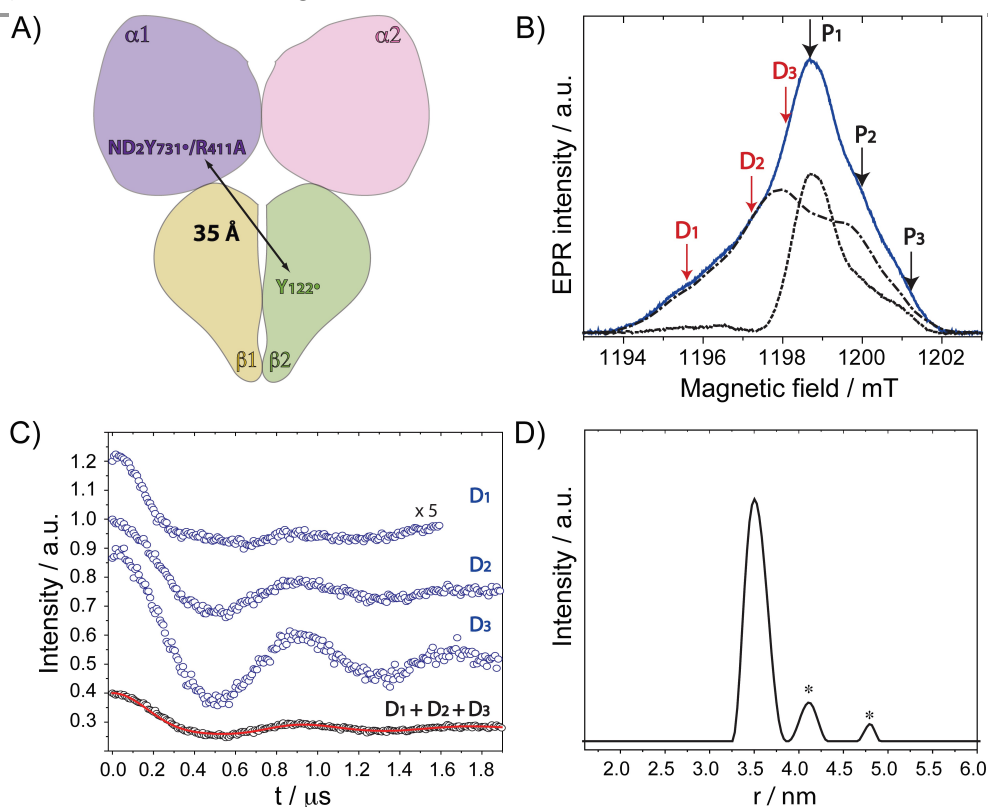 A)
α1
α2
ND2Y731•/R411A
35 Å
Y122•
β1
β2
B)
EPR intensity / a.u.
P1
D3
P2
D2
D1
P3
1194 1196 1198 1200 1202
Magnetic field / mT
C)
Intensity / a.u.
1.2
1.0
0.9
0.8
0.7
0.6
0.5
0.4
0.3
D1
x 5
D2
D3
D1 + D2 + D3
0.0 0.2 0.4 0.6 0.8 1.0 1.2 1.4 1.6 1.8
t / μs
D)
Intensity / a.u.
*
*
2.0 2.5 3.0 3.5 4.0 4.5 5.0 5.5 6.0
r / nm